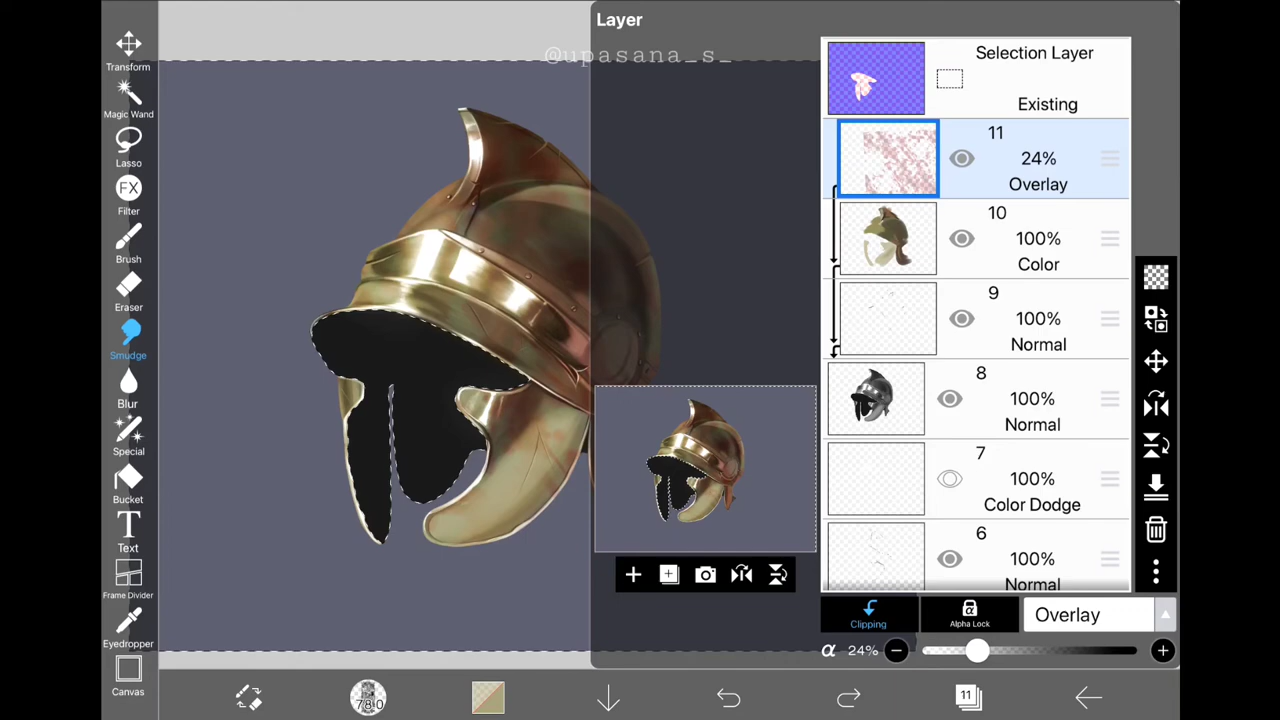 Layer
@upasana_s_
Transform
Magic Wand
Lasso
FX
Filter
Brush
Eraser
Smudge
Blur
Special
Bucket
T
Text
Frame Divider
Eyedropper
Canvas
Selection Layer
Existing
11
24%
Overlay
10
100%
Color
9
100%
Normal
8
100%
Normal
7
100%
Color Dodge
6
100%
Normal
Clipping
α
Alpha Lock
Overlay
α 24%
78.0
11